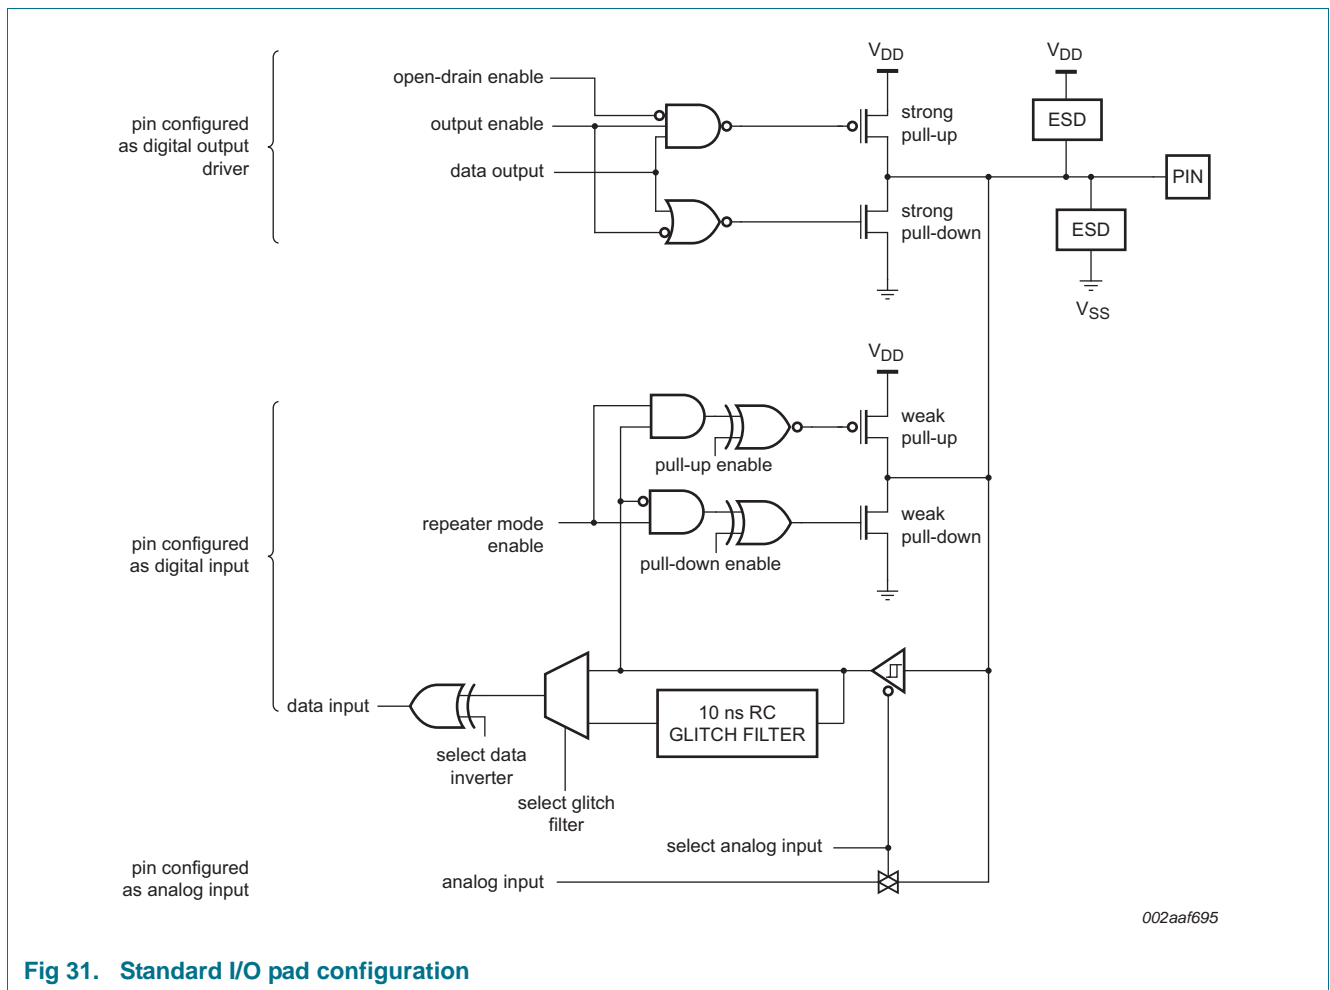 VDD
VDD
open-drain enable
output enable
data output
pin configured
as digital output
driver
strong
pull-up
ESD
PIN
strong
pull-down
ESD
VSS
VDD
weak
pull-up
pull-up enable
repeater mode
enable
weak
pull-down
pull-down enable
pin configured
as digital input
data input
10 ns RC
GLITCH FILTER
select data
inverter
select glitch
filter
select analog input
pin configured
as analog input
analog input
002aaf695
Fig 31. Standard I/O pad configuration